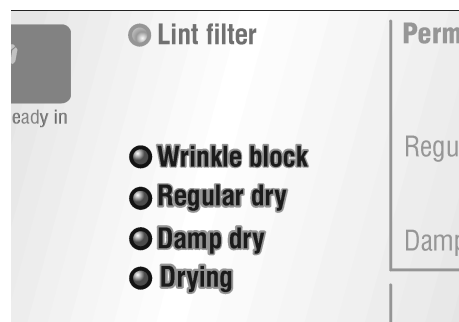 Lint filter
Perm
eady in
Wrinkle block
Regu
Regular dry
Damp dry
Damp
Drying